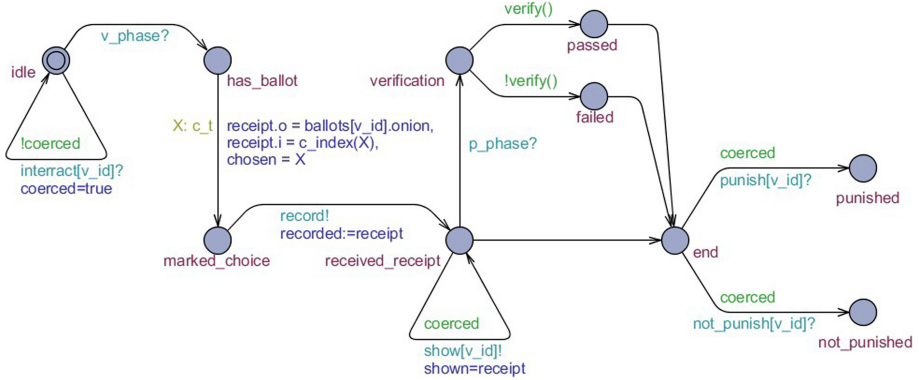 v_phase?
idle
has_ballot
!coerced
interract[v_id]?
coerced=true
X: c_t
receipt.o = ballots[v_id].onion,
receipt.i = c_index(X),
chosen = X
marked_choice
record!
recorded:=receipt
received_receipt
coerced
show[v_id]!
shown=receipt
p_phase?
verification
verify()
passed
!verify()
failed
end
coerced
punish[v_id]?
punished
coerced
not_punish[v_id]?
not_punished